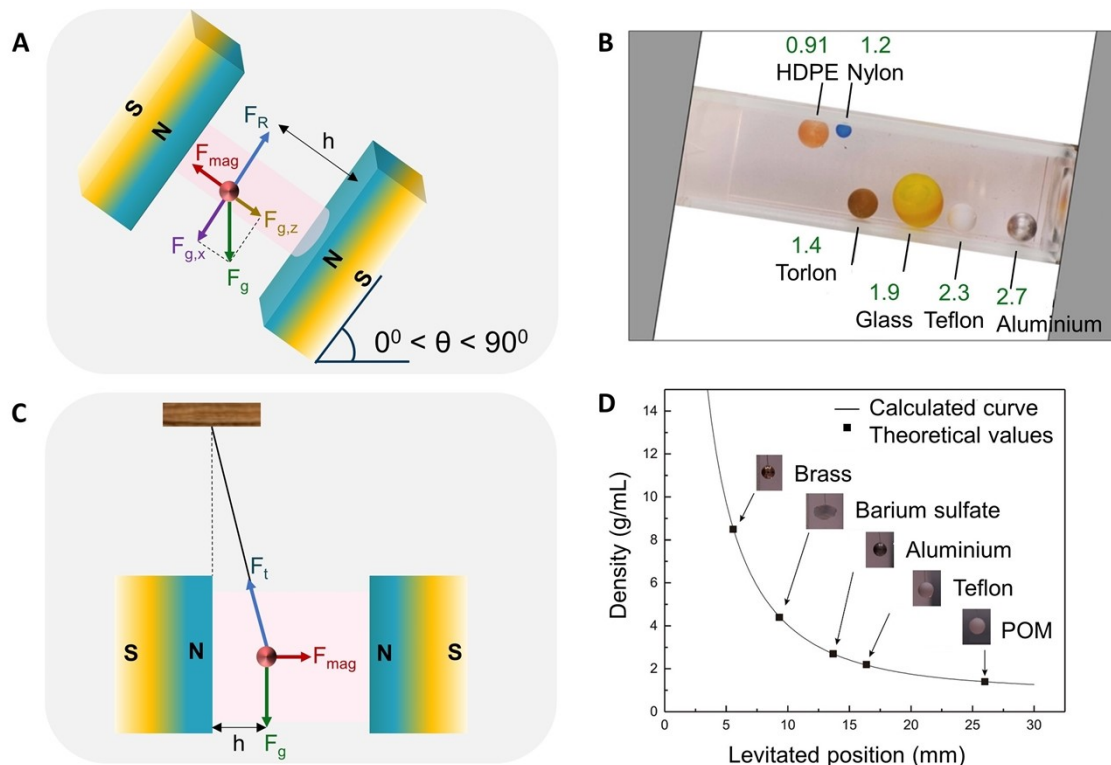 A
S
N
F_R
h
F_mag
F_g,z
F_g,x
F_g
N
S
0⁰ < θ < 90⁰
B
0.91 1.2
HDPE Nylon
1.4
Torlon
1.9 2.3 2.7
Glass Teflon Aluminium
C
F_t
S N N S
F_mag
h
F_g
D
14
12
10
8
6
4
2
0
Density (g/mL)
Calculated curve
Theoretical values
Brass
Barium sulfate
Aluminium
Teflon
POM
0 5 10 15 20 25 30
Levitated position (mm)